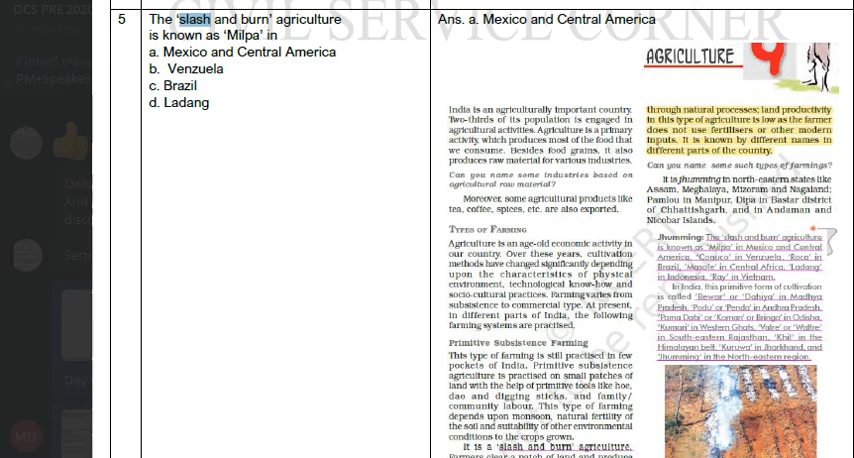 OCS PRE 2020
CIVIL SERVICE CORNER
PM+Speaker
5
The 'slash and burn' agriculture
is known as 'Milpa' in
a. Mexico and Central America
b. Venzuela
c. Brazil
d. Ladang
Ans. a. Mexico and Central America
AGRICULTURE
4
India is an agriculturally important country.
Two-thirds of its population is engaged in
agricultural activities. Agriculture is a primary
activity, which produces most of the food that
we consume. Besides food grains, it also
produces raw material for various industries.
Can you name some industries based on
agricultural raw material?
Moreover, some agricultural products like
tea, coffee, spices, etc. are also exported.
TYPES OF FARMING
Agriculture is an age-old economic activity in
our country. Over these years, cultivation
methods have changed significantly depending
upon the characteristics of physical
environment, technological know-how and
socio-cultural practices. Farming varies from
subsistence to commercial type. At present,
in different parts of India, the following
farming systems are practised.
Primitive Subsistence Farming
This type of farming is still practised in few
pockets of India. Primitive subsistence
agriculture is practised on small patches of
land with the help of primitive tools like hoe,
dao and digging sticks, and family/
community labour. This type of farming
depends upon monsoon, natural fertility of
the soil and suitability of other environmental
conditions to the crops grown.
It is a 'slash and burn' agriculture.
Farmers clear a patch of land and produce
through natural processes; land productivity
in this type of agriculture is low as the farmer
does not use fertilisers or other modern
inputs. It is known by different names in
different parts of the country.
Can you name some such types of farmings?
It is jhumming in north-eastern states like
Assam, Meghalaya, Mizoram and Nagaland;
Pamlou in Manipur, Dipa in Bastar district
of Chhattishgarh, and in Andaman and
Nicobar Islands.
Jhumming: The 'slash and burn' agriculture
is known as 'Milpa' in Mexico and Central
America, 'Conuco' in Venzuela, 'Roca' in
Brazil, 'Masole' in Central Africa, 'Ladang'
in Indonesia, 'Ray' in Vietnam.
In India, this primitive form of cultivation
is called 'Bewar' or 'Dahiya' in Madhya
Pradesh, 'Podu' or 'Penda' in Andhra Pradesh,
'Pama Dabi' or 'Koman' or Bringa' in Odisha,
'Kumari' in Western Ghats, 'Valre' or 'Waltre'
in South-eastern Rajasthan, 'Khil' in the
Himalayan belt, 'Kuruwa' in Jharkhand, and
'Jhumming' in the North-eastern region.
MD